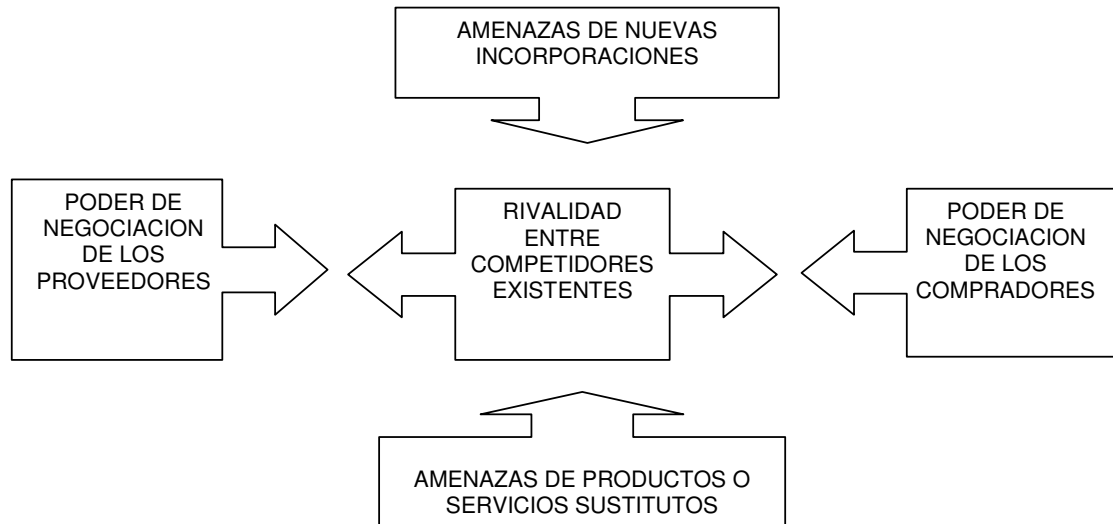 AMENAZAS DE NUEVAS
INCORPORACIONES
PODER DE
NEGOCIACION
DE LOS
PROVEEDORES
RIVALIDAD
ENTRE
COMPETIDORES
EXISTENTES
PODER DE
NEGOCIACION
DE LOS
COMPRADORES
AMENAZAS DE PRODUCTOS O
SERVICIOS SUSTITUTOS